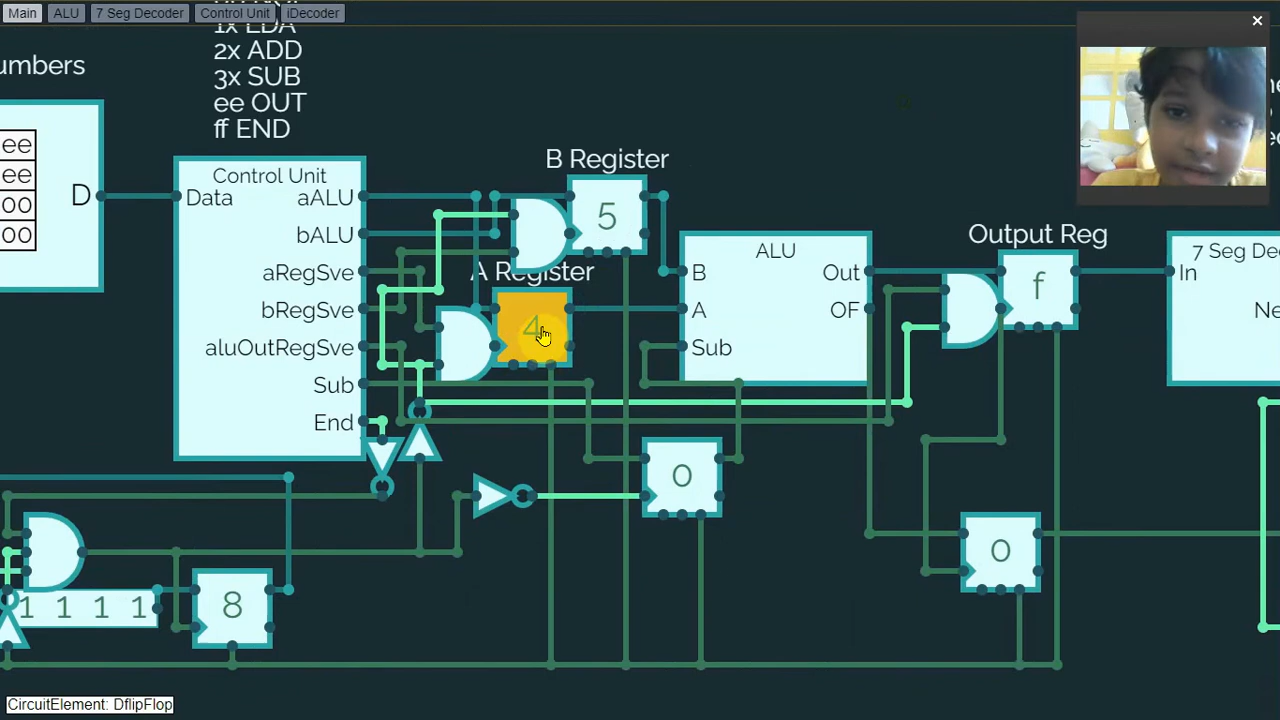 Main ALU 7 Seg Decoder Control Unit iDecoder
1x LDA
2x ADD
3x SUB
ee OUT
ff END
umbers
ee
ee
00
00
D
Control Unit
Data
aALU
bALU
aRegSve
bRegSve
aluOutRegSve
Sub
End
B Register
5
A Register
4
ALU
B
A
Sub
Out
OF
Output Reg
f
7 Seg De
In
Ne
0
0
1 1 1 1
8
CircuitElement: DflipFlop